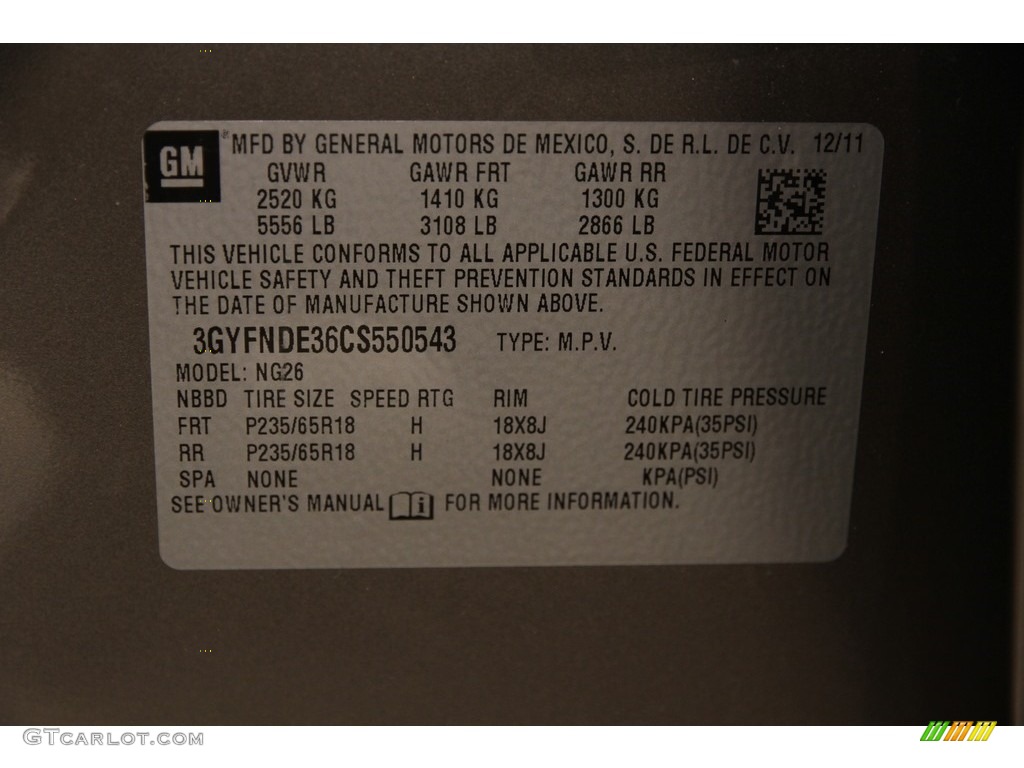 GM
MFD BY GENERAL MOTORS DE MEXICO, S. DE R.L. DE C.V. 12/11
GVWR GAWR FRT GAWR RR
2520 KG 1410 KG 1300 KG
5556 LB 3108 LB 2866 LB
THIS VEHICLE CONFORMS TO ALL APPLICABLE U.S. FEDERAL MOTOR
VEHICLE SAFETY AND THEFT PREVENTION STANDARDS IN EFFECT ON
THE DATE OF MANUFACTURE SHOWN ABOVE.
3GYFNDE36CS550543 TYPE: M.P.V.
MODEL: NG26
NBBD TIRE SIZE SPEED RTG RIM COLD TIRE PRESSURE
FRT P235/65R18 H 18X8J 240KPA(35PSI)
RR P235/65R18 H 18X8J 240KPA(35PSI)
SPA NONE NONE KPA(PSI)
SEE OWNER'S MANUAL FOR MORE INFORMATION.
GTCARLOT.COM